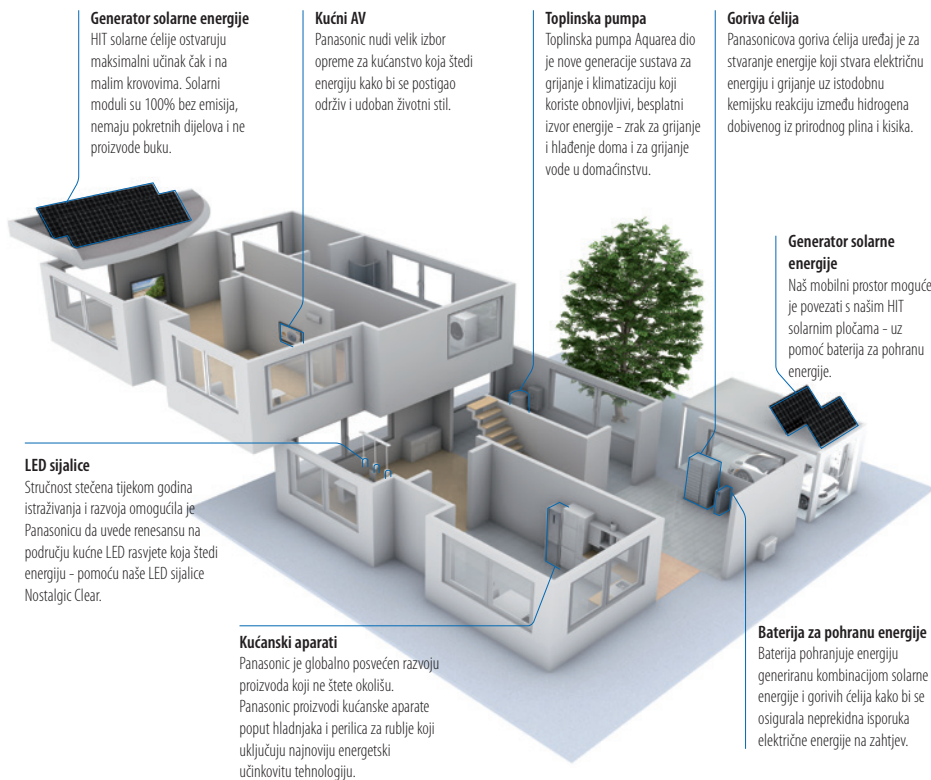 Generator solarne energije
HIT solarne ćelije ostvaruju
maksimalni učinak čak i na
malim krovovima. Solarni
moduli su 100% bez emisija,
nemaju pokretnih dijelova i ne
proizvode buku.
Kućni AV
Panasonic nudi velik izbor
opreme za kućanstvo koja štedi
energiju kako bi se postigao
održiv i udoban životni stil.
Toplinska pumpa
Toplinska pumpa Aquarea dio
je nove generacije sustava za
grijanje i klimatizaciju koji
koriste obnovljivi, besplatni
izvor energije - zrak za grijanje
i hlađenje doma i za grijanje
vode u domaćinstvu.
Goriva ćelija
Panasonicova goriva ćelija uređaj je za
stvaranje energije koji stvara električnu
energiju i grijanje uz istodobnu
kemijsku reakciju između hidrogena
dobivenog iz prirodnog plina i kisika.
Generator solarne
energije
Naš mobilni prostor moguće
je povezati s našim HIT
solarnim pločama - uz
pomoć baterija za pohranu
energije.
LED sijalice
Stručnost stečena tijekom godina
istraživanja i razvoja omogućila je
Panasonicu da uvede renesansu na
području kućne LED rasvjete koja štedi
energiju - pomoću naše LED sijalice
Nostalgic Clear.
Kućanski aparati
Panasonic je globalno posvećen razvoju
proizvoda koji ne štete okolišu.
Panasonic proizvodi kućanske aparate
poput hladnjaka i perilica za rublje koji
uključuju najnoviju energetski
učinkovitu tehnologiju.
Baterija za pohranu energije
Baterija pohranjuje energiju
generiranu kombinacijom solarne
energije i gorivih ćelija kako bi se
osigurala neprekidna isporuka
električne energije na zahtjev.